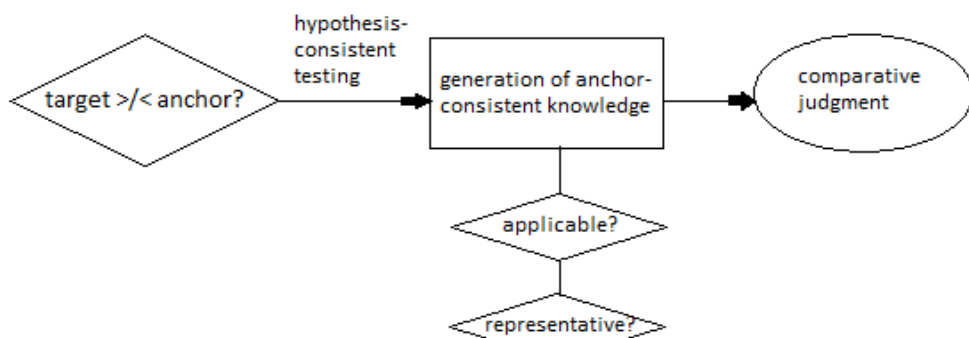 target >/< anchor?
hypothesis-
consistent
testing
generation of anchor-
consistent knowledge
comparative
judgment
applicable?
representative?